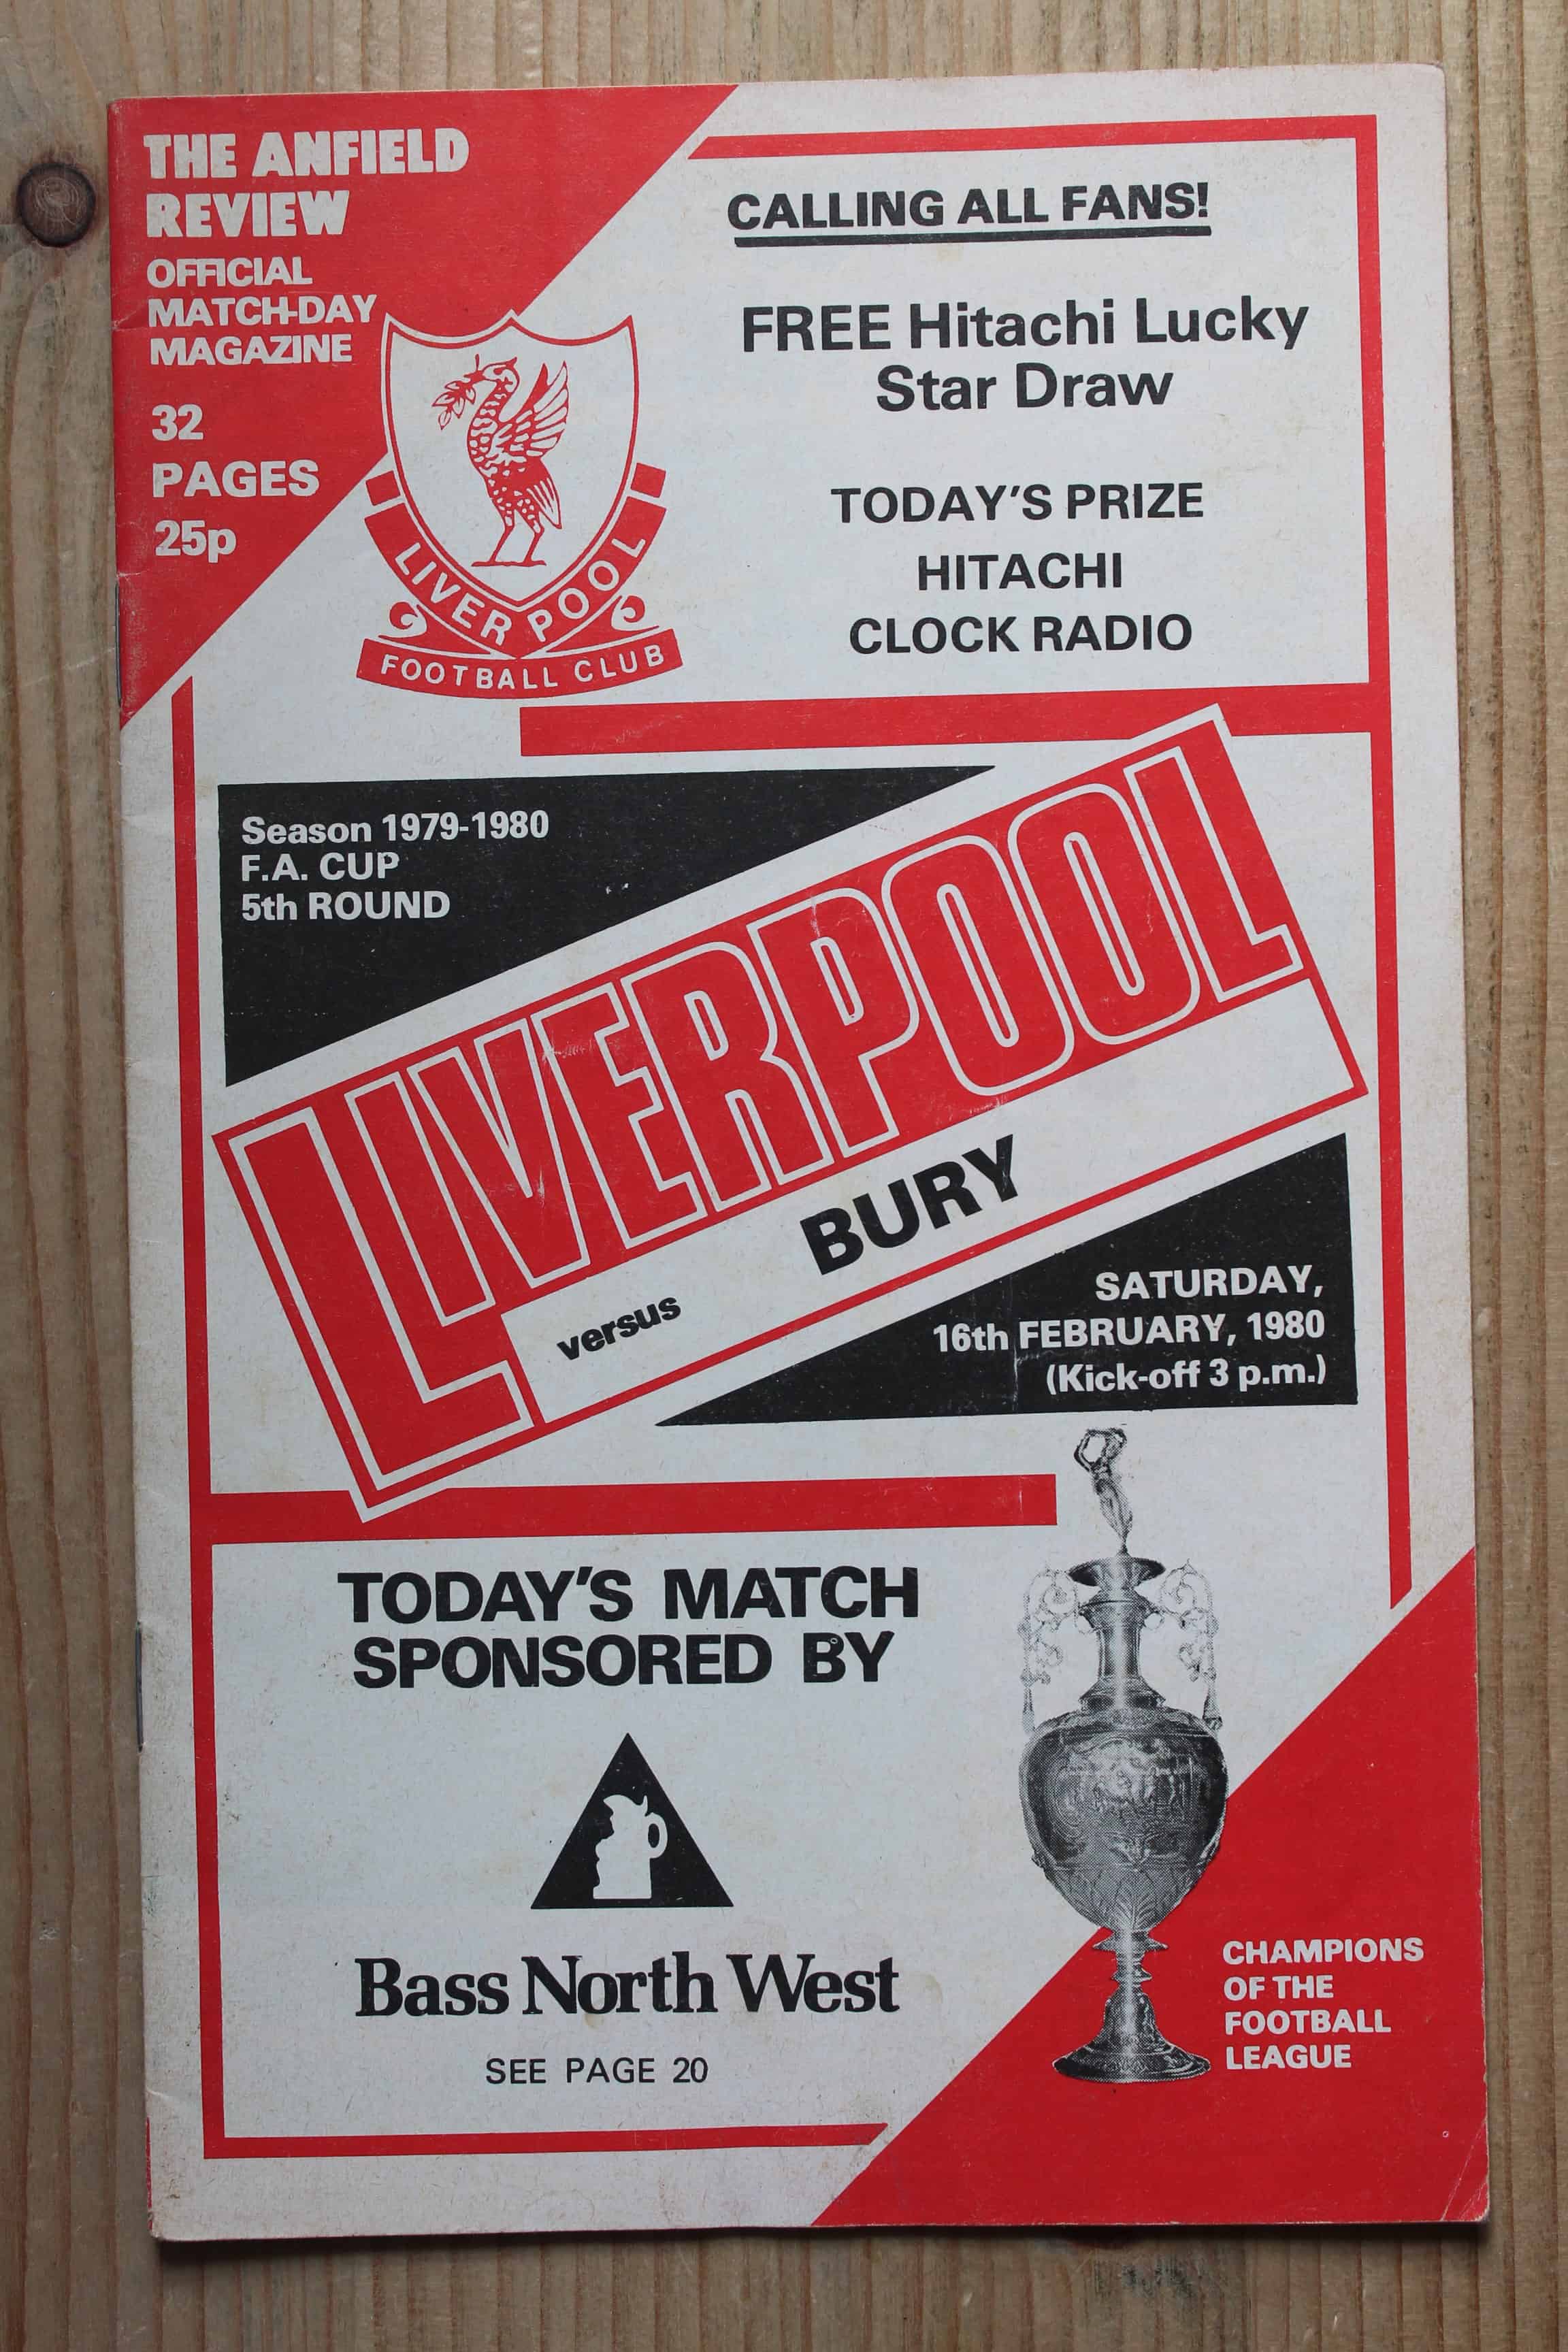 THE ANFIELD
REVIEW
OFFICIAL
MATCH-DAY
MAGAZINE
32
PAGES
25p
LIVERPOOL
FOOTBALL CLUB
CALLING ALL FANS!
FREE Hitachi Lucky
Star Draw
TODAY'S PRIZE
HITACHI
CLOCK RADIO
Season 1979-1980
F.A. CUP
5th ROUND
LIVERPOOL
versus BURY
SATURDAY,
16th FEBRUARY, 1980
(Kick-off 3 p.m.)
TODAY'S MATCH
SPONSORED BY
Bass North West
SEE PAGE 20
CHAMPIONS
OF THE
FOOTBALL
LEAGUE